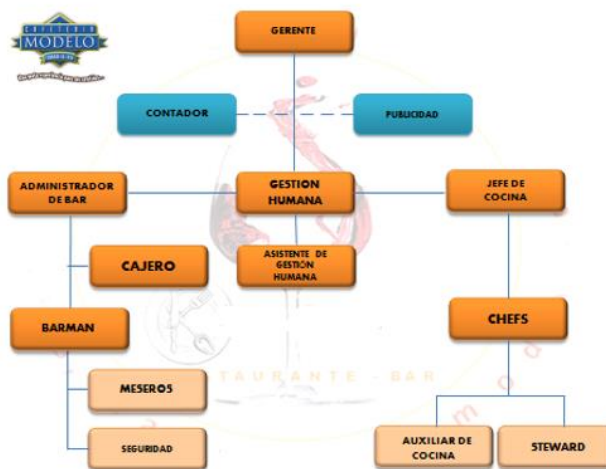 CAFETERIA
MODELO
GERENTE
CONTADOR
PUBLICIDAD
ADMINISTRADOR
DE BAR
GESTION
HUMANA
JEFE DE
COCINA
CAJERO
ASISTENTE DE
GESTIÓN
HUMANA
BARMAN
CHEFS
MESEROS
TAURANTE - BAR
SEGURIDAD
AUXILIAR DE
COCINA
STEWARD